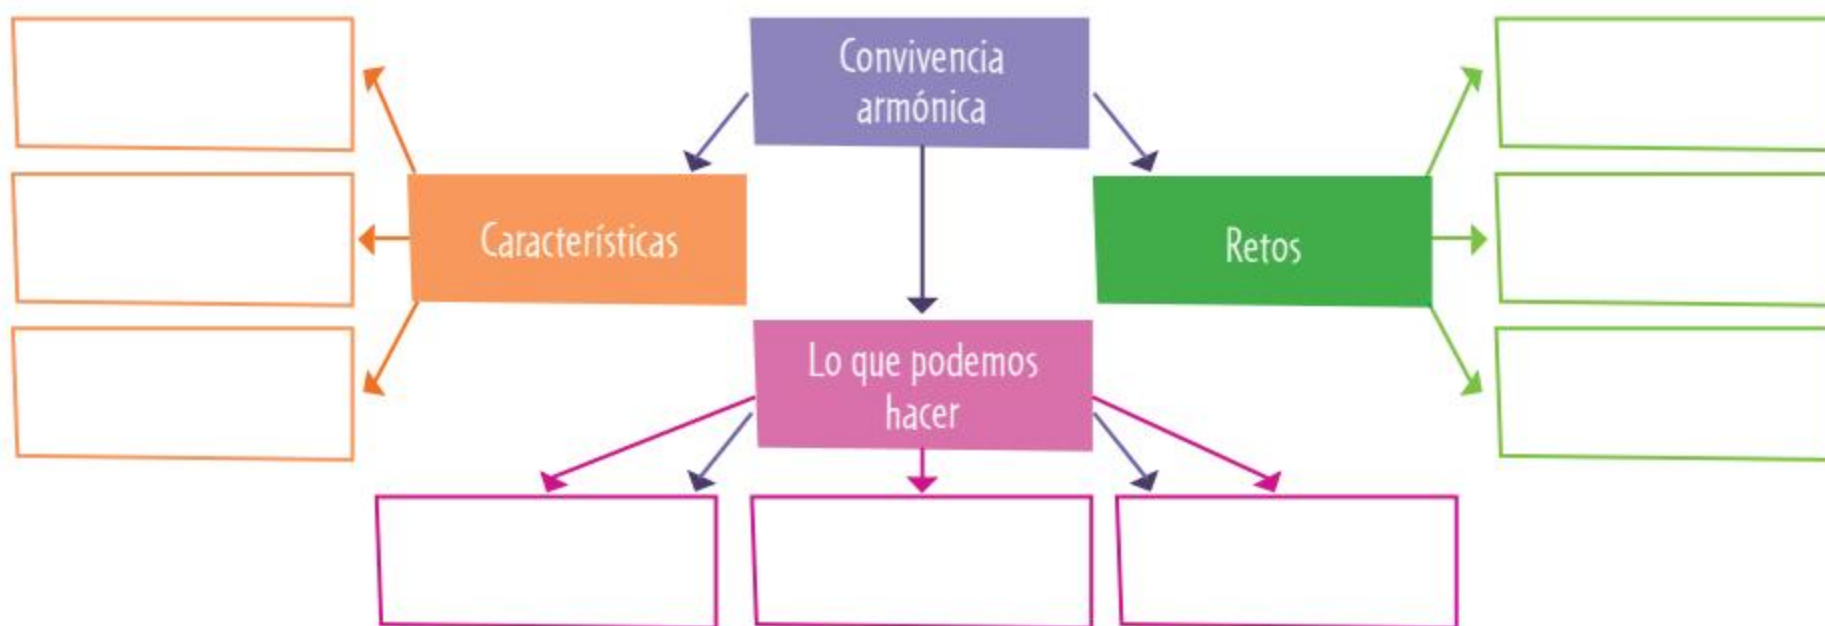 Convivencia
armónica
Características
Retos
Lo que podemos
hacer